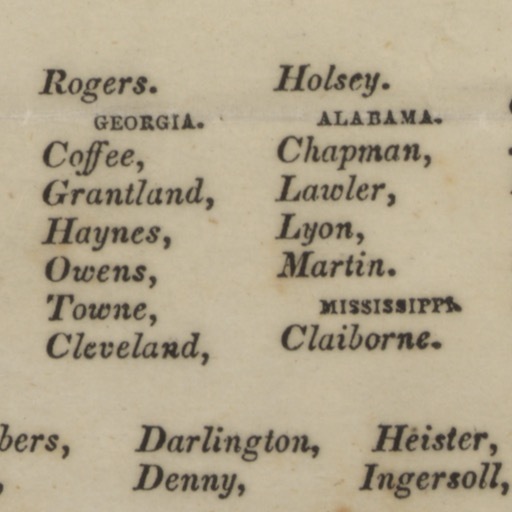 Rogers.
GEORGIA.
Coffee,
Grantland,
Haynes,
Owens,
Towne,
Cleveland,
Holsey.
ALABAMA.
Chapman,
Lawler,
Lyon,
Martin.
MISSISSIPPI.
Claiborne.
bers, Darlington, Heister,
, Denny, Ingersoll,